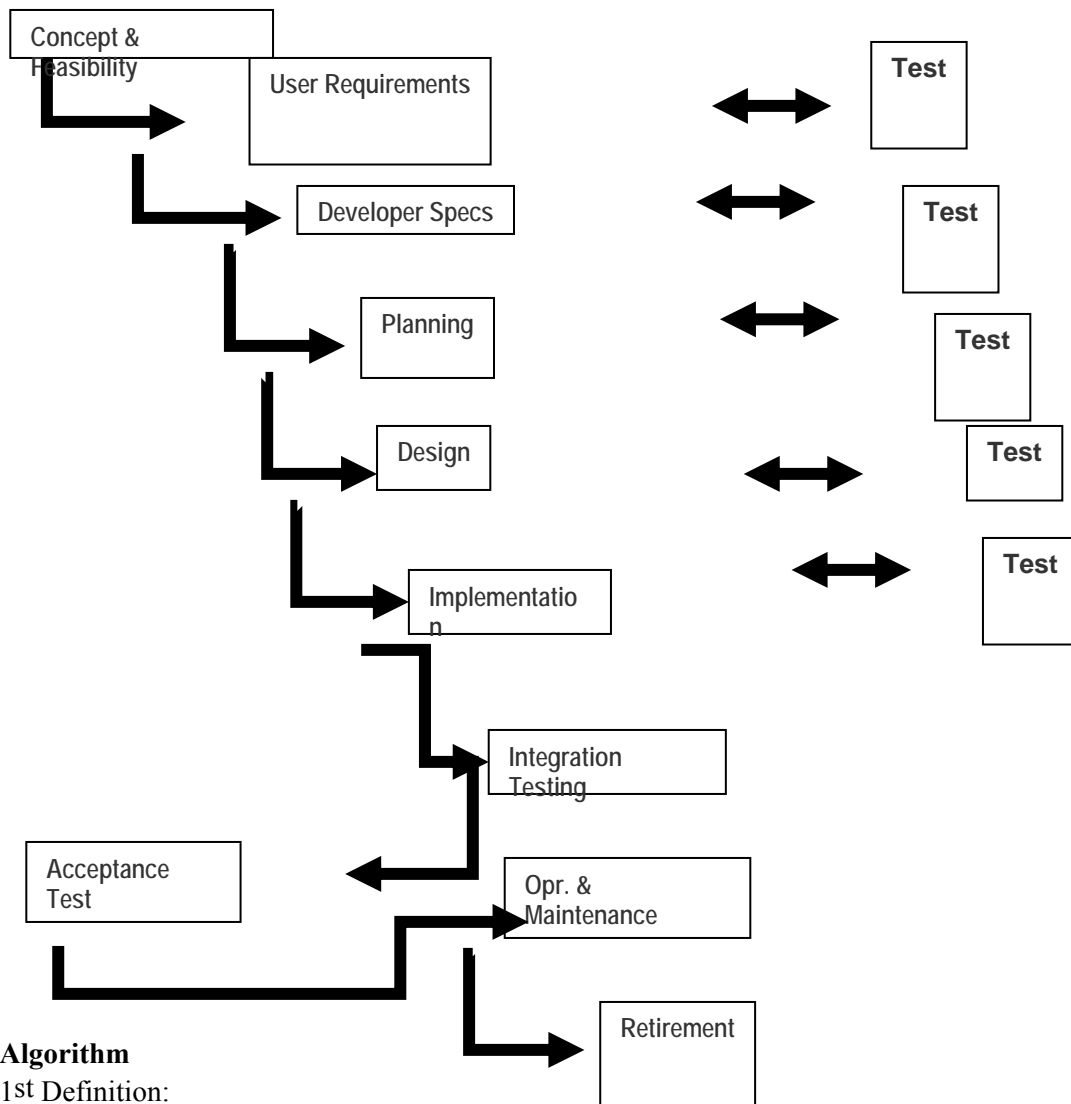 Concept &
Feasibility
User Requirements
Test
Developer Specs
Test
Planning
Test
Design
Test
Implementatio
n
Test
Integration
Testing
Acceptance
Test
Opr. &
Maintenance
Retirement
Algorithm
1st Definition: